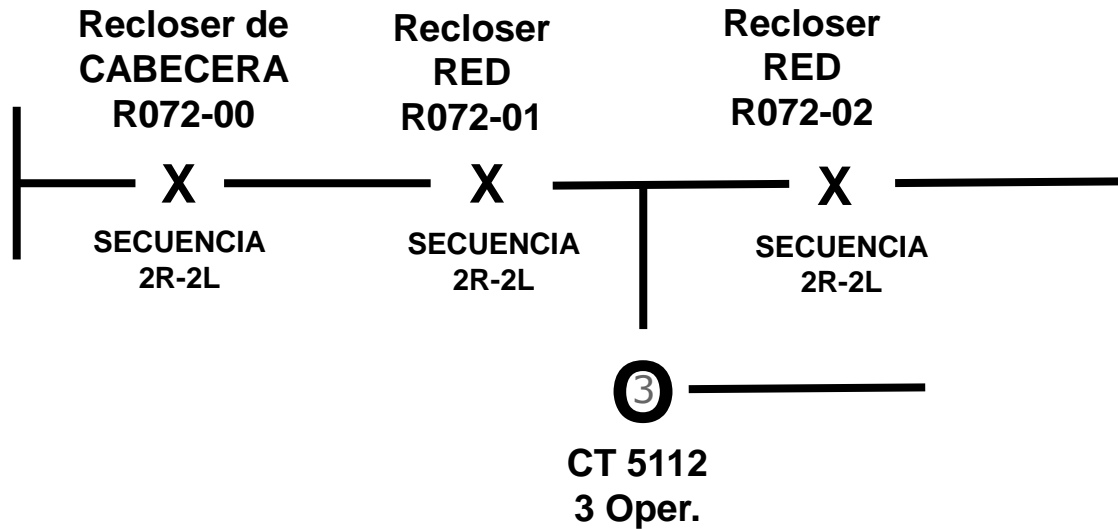 Recloser de
CABECERA
R072-00
Recloser
RED
R072-01
Recloser
RED
R072-02
X
X
X
SECUENCIA
2R-2L
SECUENCIA
2R-2L
SECUENCIA
2R-2L
3
CT 5112
3 Oper.